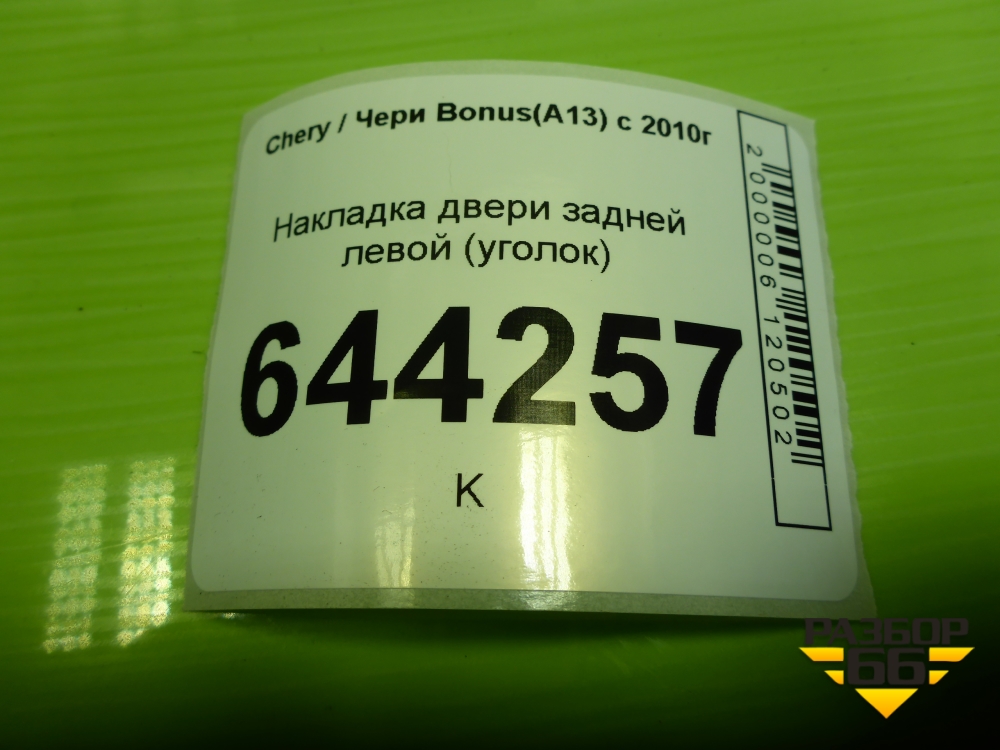 Chery / Чери Bonus(A13) с 2010г
Накладка двери задней
левой (уголок)
644257
К
2000006120502
РАЗБОР
66